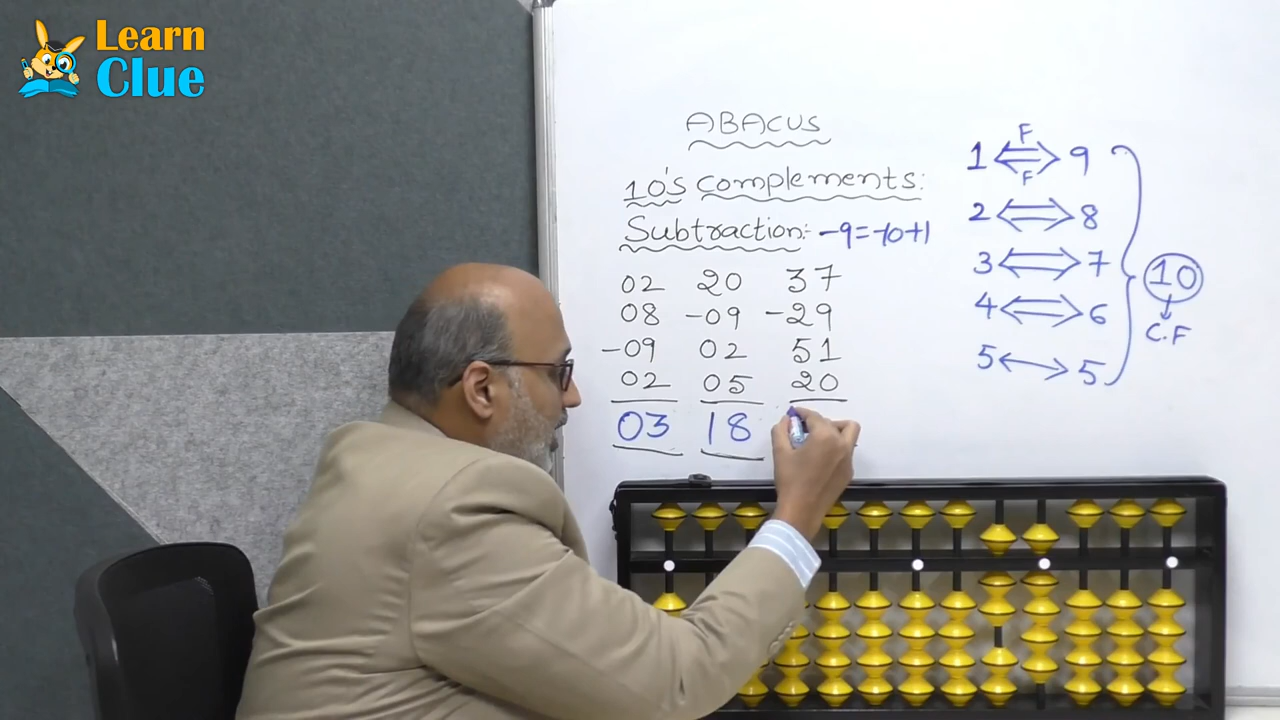 Learn
Clue
ABACUS
10's Complements:
Subtraction: -9=-10+1
02 20 37
08 -09 -29
-09 02 51
02 05 20
03 18
F
1 ⟺ 9
F
2 ⟺ 8
3 ⟺ 7
4 ⟺ 6
5 ⟷ 5
10
↓
C.F